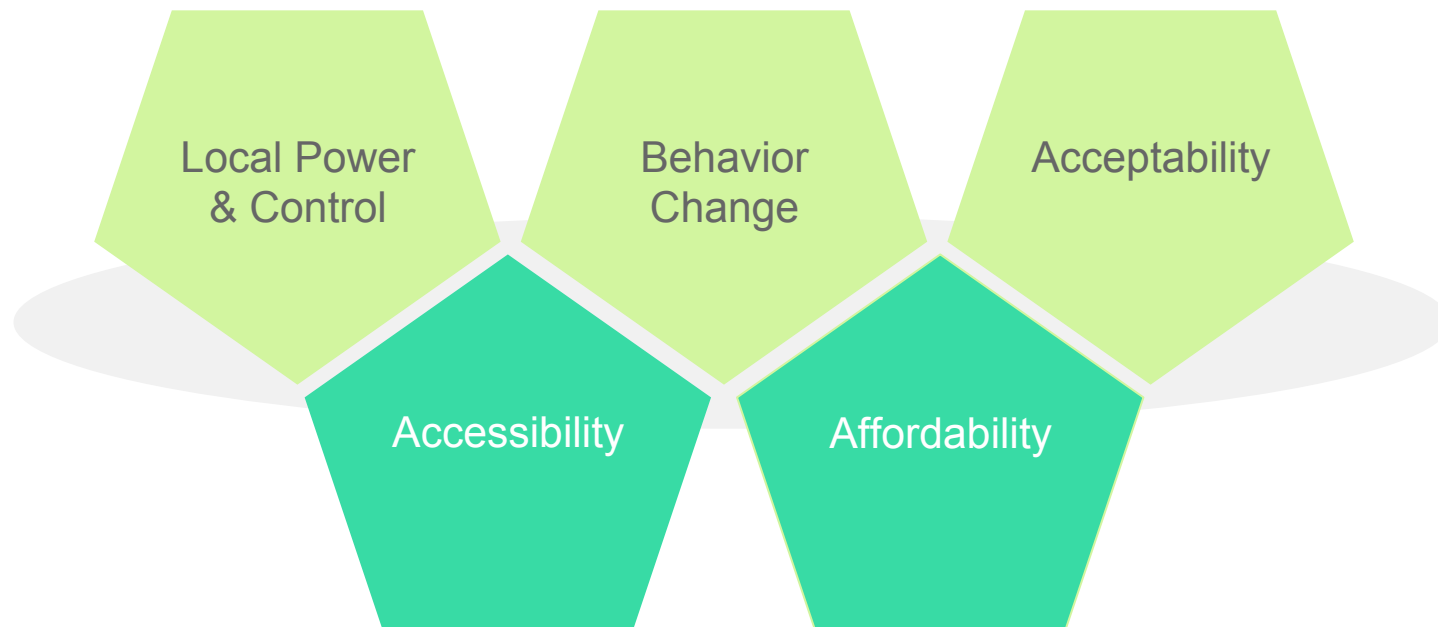 Local Power
& Control
Behavior
Change
Acceptability
Accessibility
Affordability